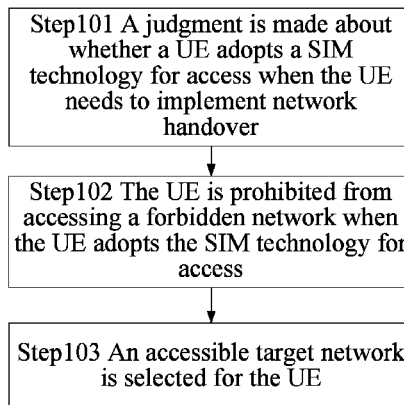 Step101 A judgment is made about
whether a UE adopts a SIM
technology for access when the UE
needs to implement network
handover
Step102 The UE is prohibited from
accessing a forbidden network when
the UE adopts the SIM technology for
access
Step103 An accessible target network
is selected for the UE